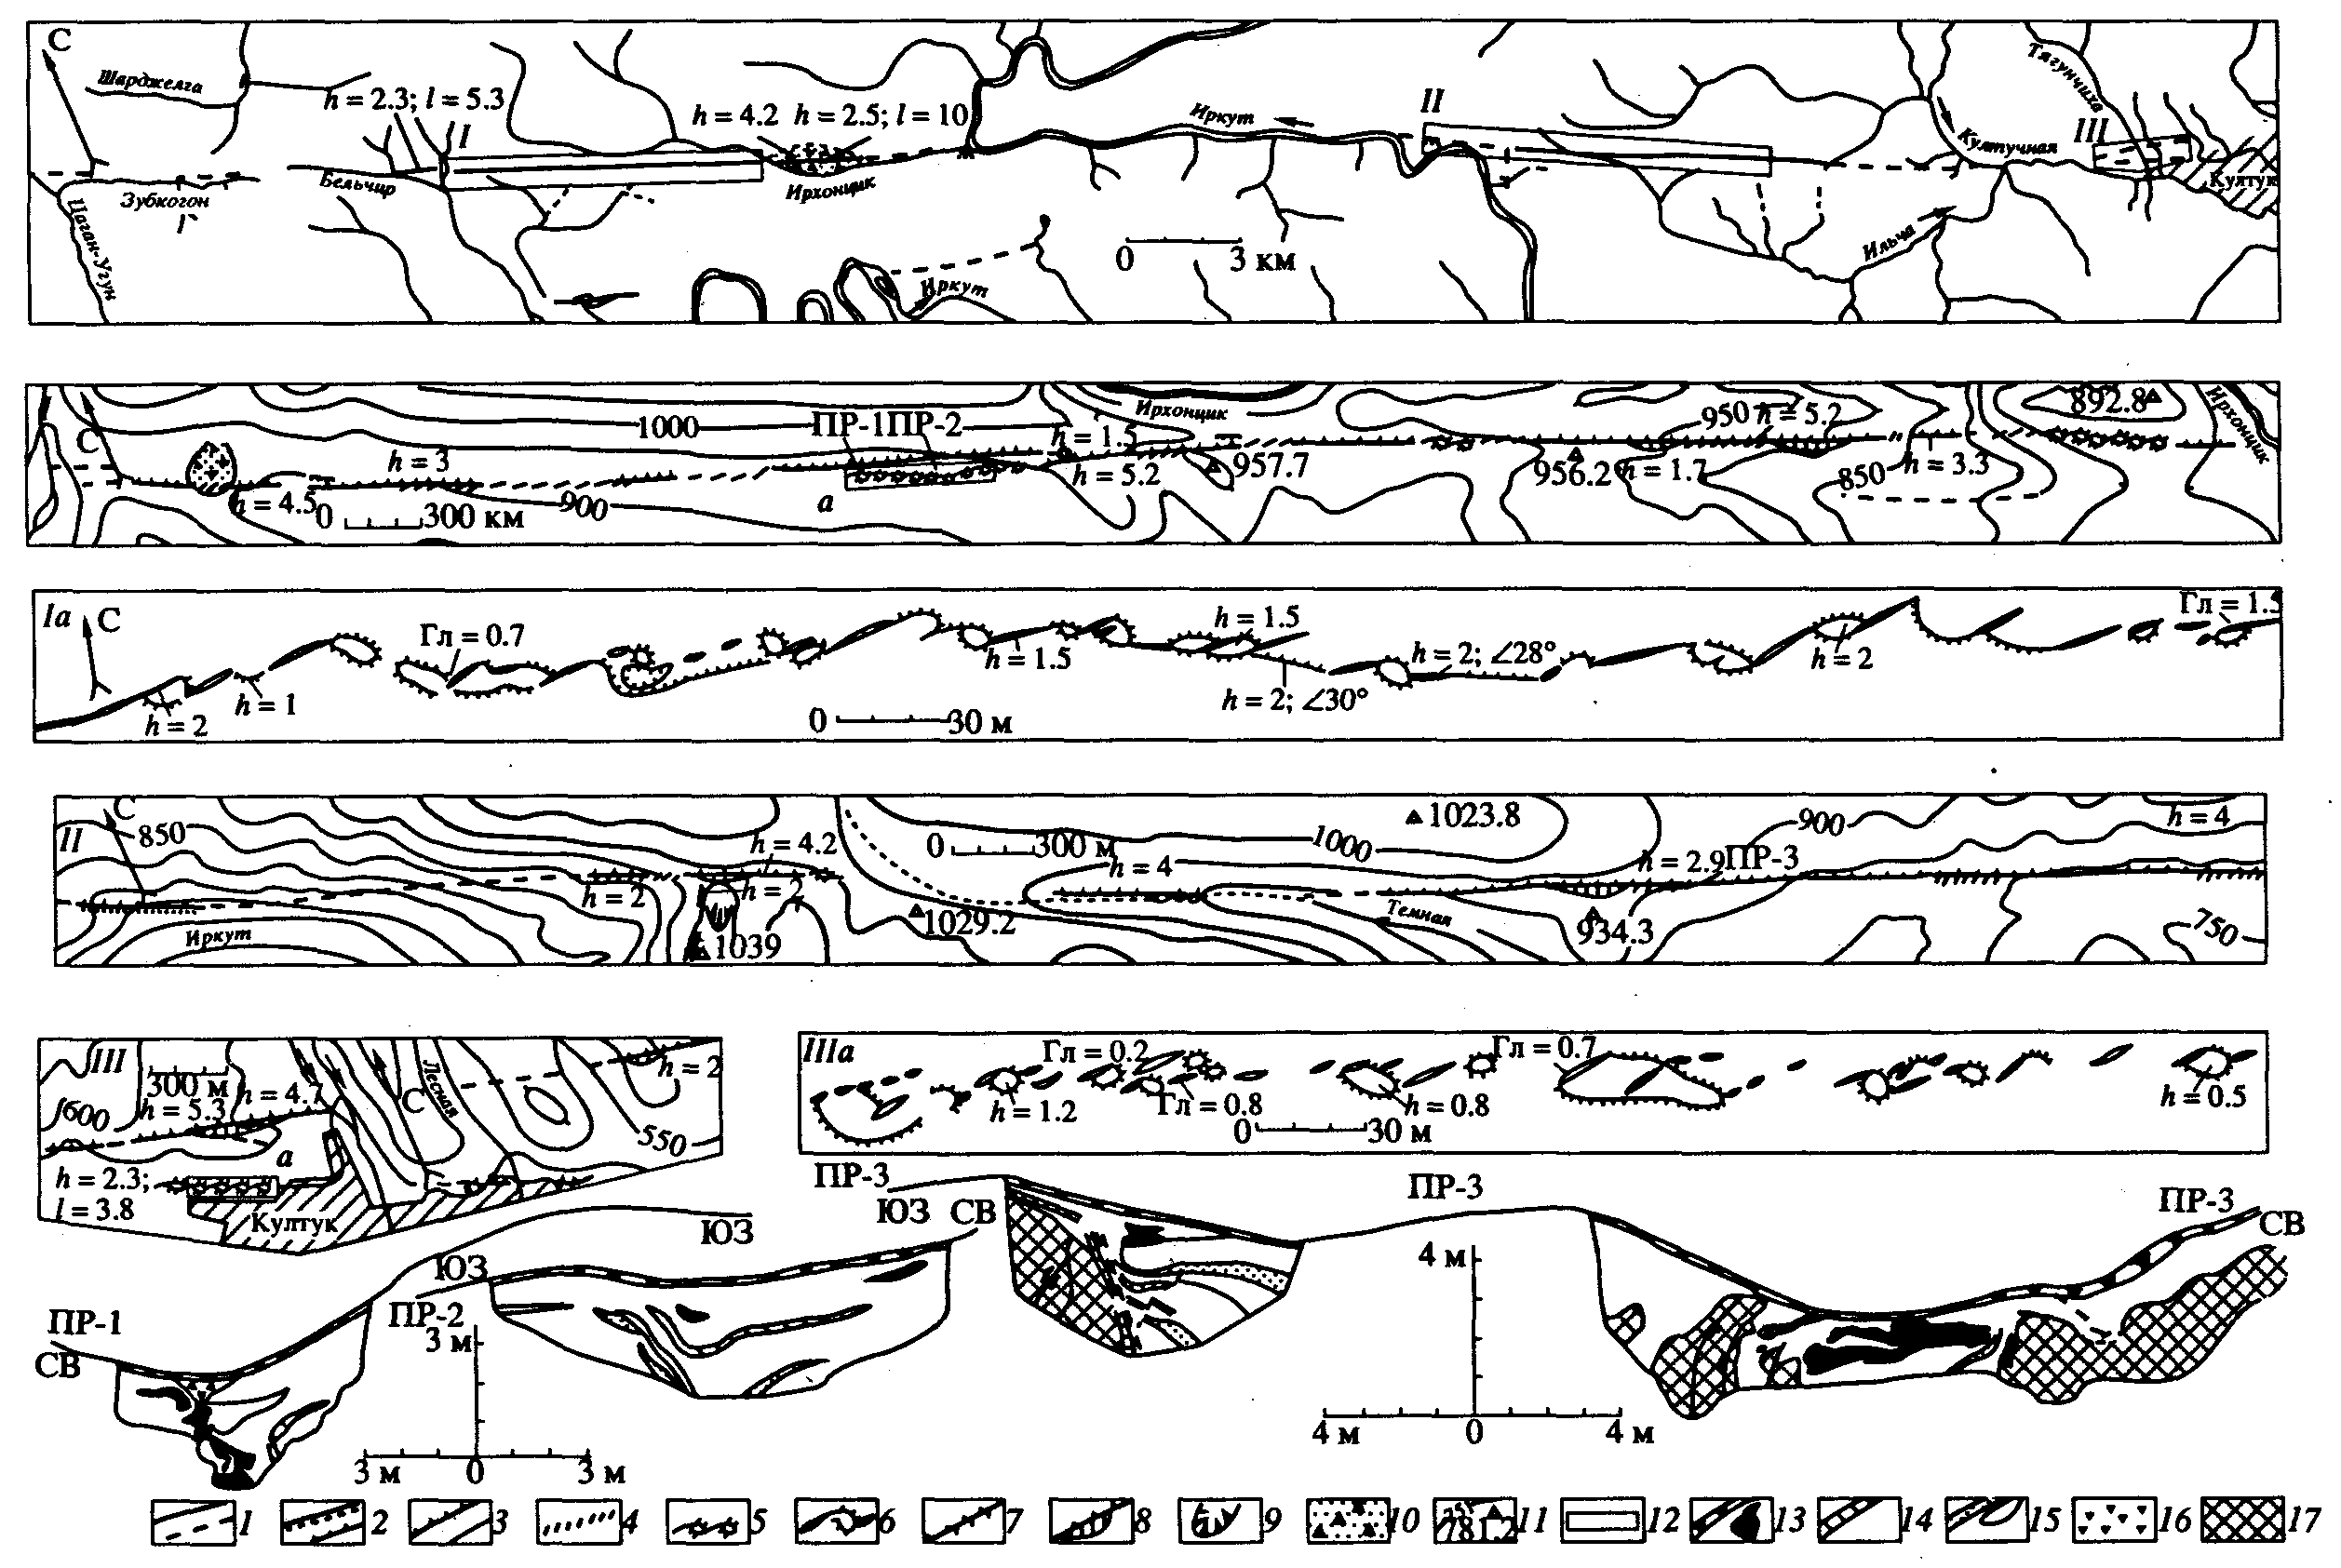 С
Шарджелга
h = 2.3; l = 5.3
I
h = 4.2 h = 2.5; l = 10
Иркут
II
Тягунчиха
Култучная
III
Култук
Цаган-Угун
Зубкогон
Бельчир
Ирхонцик
Иркут
0 3 км
Ильча
С
1000
ПР-1 ПР-2
Ирхонцик
h = 1.5
950
h = 5.2
892.8
Ирхонцик
h = 3
h = 4.5
0 300 км
900
а
h = 5.2
957.7
956.2
h = 1.7
850
h = 3.3
Iа
С
Гл = 0.7
h = 1.5
Гл = 1.5
h = 2
h = 1
h = 1.5
h = 2; ∠30°
h = 2; ∠28°
h = 2
0 30 м
II
С
850
h = 4.2
0 300 м
1000
1023.8
900
h = 4
h = 4
h = 2.9
ПР-3
h = 2
h = 2
Иркут
1039
1029.2
Темная
934.3
750
III
300 м
600
h = 5.3
h = 4.7
С
Лесная
h = 2
550
а
h = 2.3;
l = 3.8
Култук
IIIа
Гл = 0.2
Гл = 0.7
h = 1.2
Гл = 0.8
h = 0.8
h = 0.5
0 30 м
ПР-1
СВ
ЮЗ
ПР-2
ЮЗ
СВ
3 м
3 м 0 3 м
ПР-3
ЮЗ
ПР-3
ПР-3
СВ
4 м
4 м 0 4 м
1 2 3 4 5 6 7 8 9 10 781.2 11 12 13 14 15 16 17